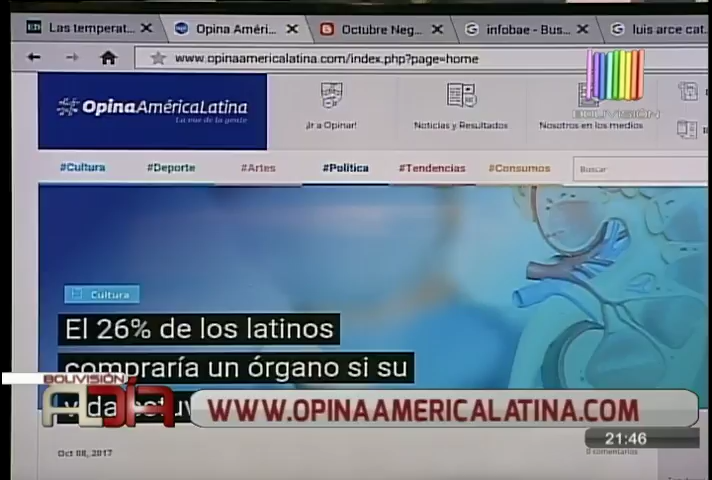 Las temperat...
Opina Améri...
Octubre Neg...
infobae - Bus...
luis arce cat.
www.opinaamericalatina.com/index.php?page=home
BOLIVISIÓN
OpinaAméricaLatina
La voz de la gente
¡Ir a Opinar!
Noticias y Resultados
Nosotros en los medios
#Cultura
#Deporte
#Artes
#Política
#Tendencias
#Consumos
Buscar
Cultura
El 26% de los latinos
compraría un órgano si su
BOLIVISIÓN
AL DÍA
WWW.OPINAAMERICALATINA.COM
21:46
Oct 08, 2017
0 comentarios